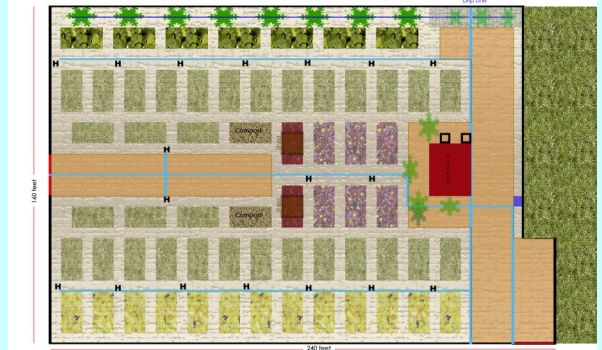 Drip Line
H H H H H H H
Compost
H
160 feet
H H
H
Compost
H H H H H H
240 feet